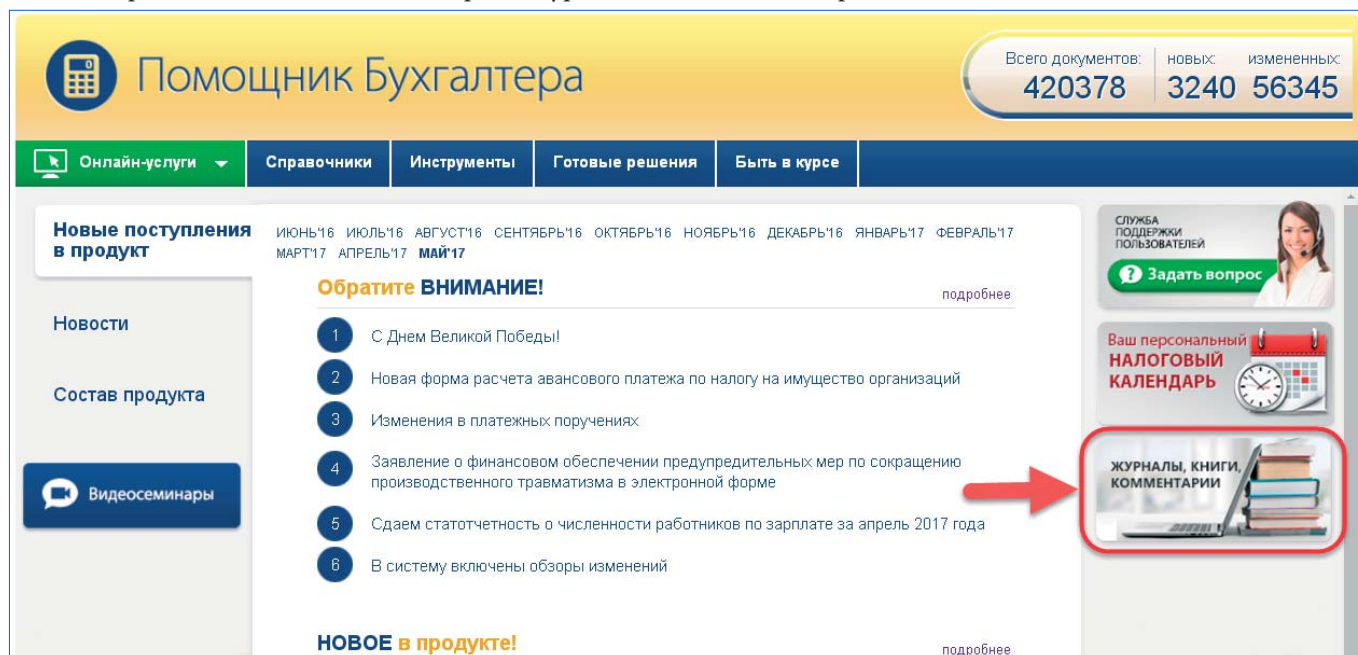 Помощник Бухгалтера
Всего документов: новых: измененных:
420378 3240 56345
Онлайн-услуги Справочники Инструменты Готовые решения Быть в курсе
Новые поступления
в продукт
Новости
Состав продукта
Видеосеминары
ИЮНЬ'16 ИЮЛЬ'16 АВГУСТ'16 СЕНТЯБРЬ'16 ОКТЯБРЬ'16 НОЯБРЬ'16 ДЕКАБРЬ'16 ЯНВАРЬ'17 ФЕВРАЛЬ'17
МАРТ'17 АПРЕЛЬ'17 МАЙ'17
Обратите ВНИМАНИЕ! подробнее
1 С Днем Великой Победы!
2 Новая форма расчета авансового платежа по налогу на имущество организаций
3 Изменения в платежных поручениях
4 Заявление о финансовом обеспечении предупредительных мер по сокращению
производственного травматизма в электронной форме
5 Сдаем статотчетность о численности работников по зарплате за апрель 2017 года
6 В систему включены обзоры изменений
НОВОЕ в продукте! подробнее
СЛУЖБА
ПОДДЕРЖКИ
ПОЛЬЗОВАТЕЛЕЙ
? Задать вопрос
Ваш персональный
НАЛОГОВЫЙ
КАЛЕНДАРЬ
ЖУРНАЛЫ, КНИГИ,
КОММЕНТАРИИ